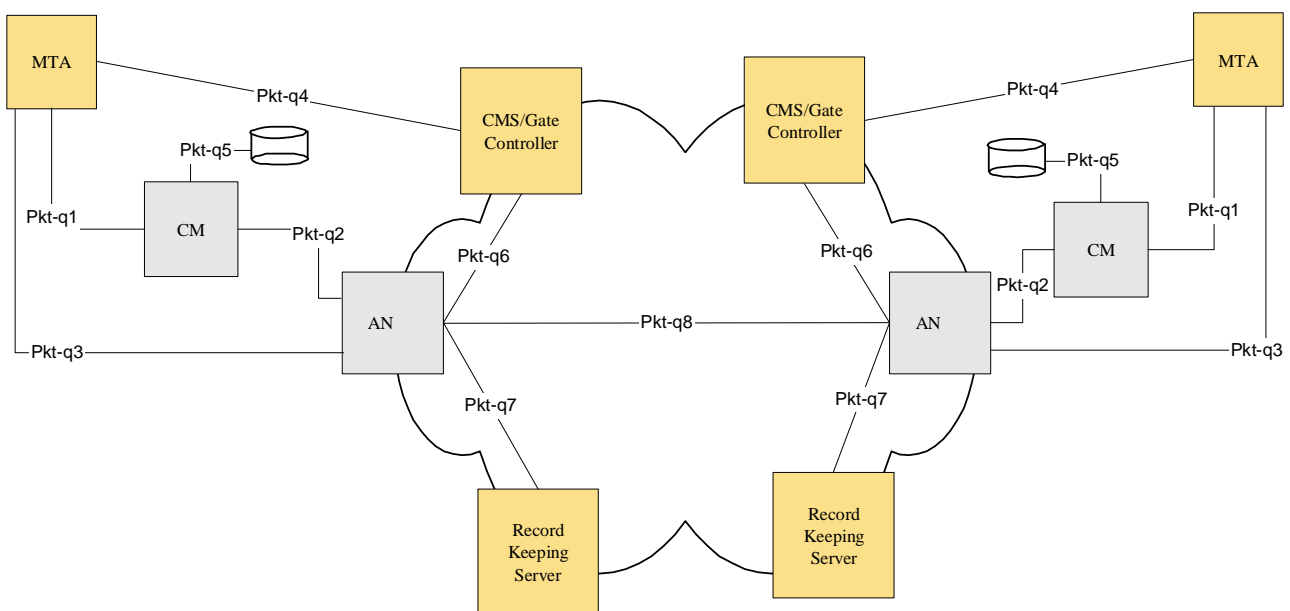 MTA
MTA
Pkt-q4
Pkt-q4
CMS/Gate
Controller
CMS/Gate
Controller
Pkt-q5
Pkt-q5
Pkt-q1
Pkt-q1
CM
CM
Pkt-q2
Pkt-q2
Pkt-q6
Pkt-q6
AN
AN
Pkt-q8
Pkt-q3
Pkt-q3
Pkt-q7
Pkt-q7
Record
Keeping
Server
Record
Keeping
Server